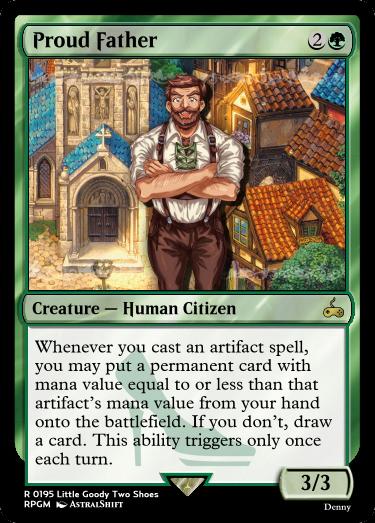 Proud Father 2
Creature — Human Citizen
Whenever you cast an artifact spell,
you may put a permanent card with
mana value equal to or less than that
artifact's mana value from your hand
onto the battlefield. If you don't, draw
a card. This ability triggers only once
each turn.
3/3
R 0195 Little Goody Two Shoes
RPGM AstralShift
Denny